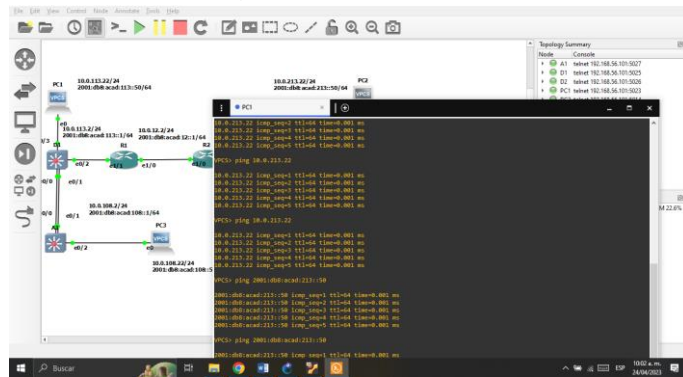 File Edit View Control Node Annotate Tools Help
Topology Summary
Node Console
A1 telnet 192.168.56.101:5027
D1 telnet 192.168.56.101:5025
D2 telnet 192.168.56.101:5026
PC1 telnet 192.168.56.101:5023
10.0.113.22/24
2001:db8:acad:113::50/64
PC1
10.0.213.22/24
2001:db8:acad:213::50/64
PC2
e0
10.0.113.2/24
2001:db8:acad:113::1/64
10.0.12.2/24
2001:db8:acad:12::1/64
R1
R2
e0/2
e1/1
e1/0
e0/1
e0/1
10.0.108.2/24
2001:db8:acad:108::1/64
PC3
e0/2
10.0.108.22/24
2001:db8:acad:108::5
PC1
10.0.213.22 icmp_seq=2 ttl=64 time=0.001 ms
10.0.213.22 icmp_seq=3 ttl=64 time=0.001 ms
10.0.213.22 icmp_seq=4 ttl=64 time=0.001 ms
10.0.213.22 icmp_seq=5 ttl=64 time=0.001 ms
VPCS> ping 10.0.213.22
10.0.213.22 icmp_seq=1 ttl=64 time=0.001 ms
10.0.213.22 icmp_seq=2 ttl=64 time=0.001 ms
10.0.213.22 icmp_seq=3 ttl=64 time=0.001 ms
10.0.213.22 icmp_seq=4 ttl=64 time=0.001 ms
10.0.213.22 icmp_seq=5 ttl=64 time=0.001 ms
VPCS> ping 10.0.213.22
10.0.213.22 icmp_seq=1 ttl=64 time=0.001 ms
10.0.213.22 icmp_seq=2 ttl=64 time=0.001 ms
10.0.213.22 icmp_seq=3 ttl=64 time=0.001 ms
10.0.213.22 icmp_seq=4 ttl=64 time=0.001 ms
10.0.213.22 icmp_seq=5 ttl=64 time=0.001 ms
VPCS> ping 2001:db8:acad:213::50
2001:db8:acad:213::50 icmp_seq=1 ttl=64 time=0.001 ms
2001:db8:acad:213::50 icmp_seq=2 ttl=64 time=0.001 ms
2001:db8:acad:213::50 icmp_seq=3 ttl=64 time=0.001 ms
2001:db8:acad:213::50 icmp_seq=4 ttl=64 time=0.001 ms
2001:db8:acad:213::50 icmp_seq=5 ttl=64 time=0.001 ms
VPCS> ping 2001:db8:acad:213::50
2001:db8:acad:213::50 icmp_seq=1 ttl=64 time=0.001 ms
Buscar
ESP
10:02 a. m.
24/04/2023